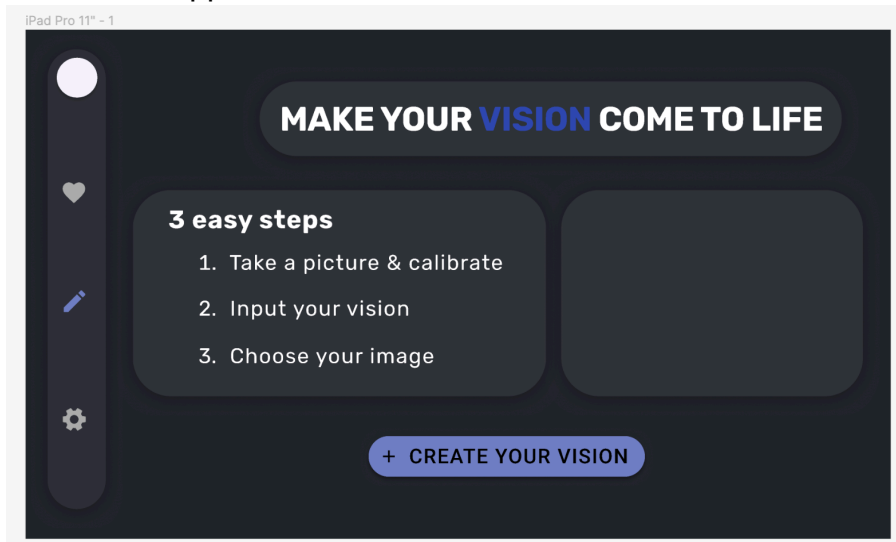 iPad Pro 11" - 1
MAKE YOUR VISION COME TO LIFE
3 easy steps
1. Take a picture & calibrate
2. Input your vision
3. Choose your image
+ CREATE YOUR VISION